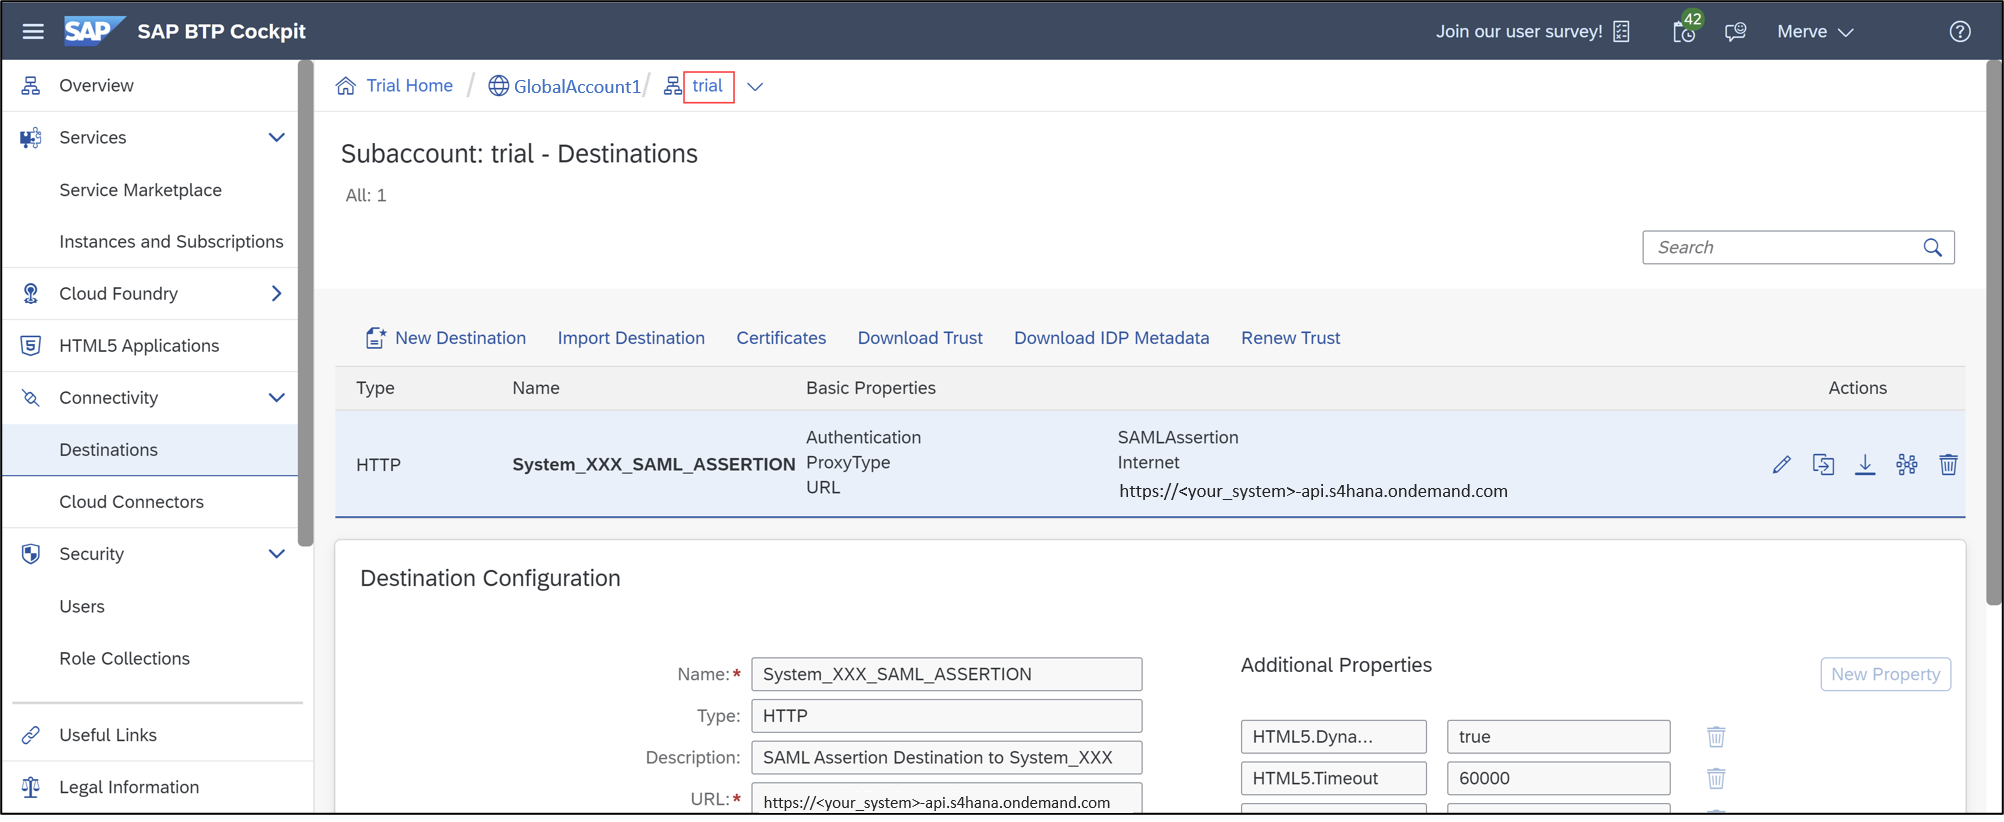 SAP SAP BTP Cockpit
Join our user survey! 42 Merve
Overview
Services
Service Marketplace
Instances and Subscriptions
Cloud Foundry
5 HTML5 Applications
Connectivity
Destinations
Cloud Connectors
Security
Users
Role Collections
Useful Links
Legal Information
Trial Home / GlobalAccount1 / trial
Subaccount: trial - Destinations
All: 1
Search
New Destination Import Destination Certificates Download Trust Download IDP Metadata Renew Trust
Type Name Basic Properties Actions
HTTP System_XXX_SAML_ASSERTION
Authentication SAMLAssertion
ProxyType Internet
URL https://<your_system>-api.s4hana.ondemand.com
Destination Configuration
Name:* System_XXX_SAML_ASSERTION
Type: HTTP
Description: SAML Assertion Destination to System_XXX
URL:* https://<your_system>-api.s4hana.ondemand.com
Additional Properties New Property
HTML5.Dyna... true
HTML5.Timeout 60000